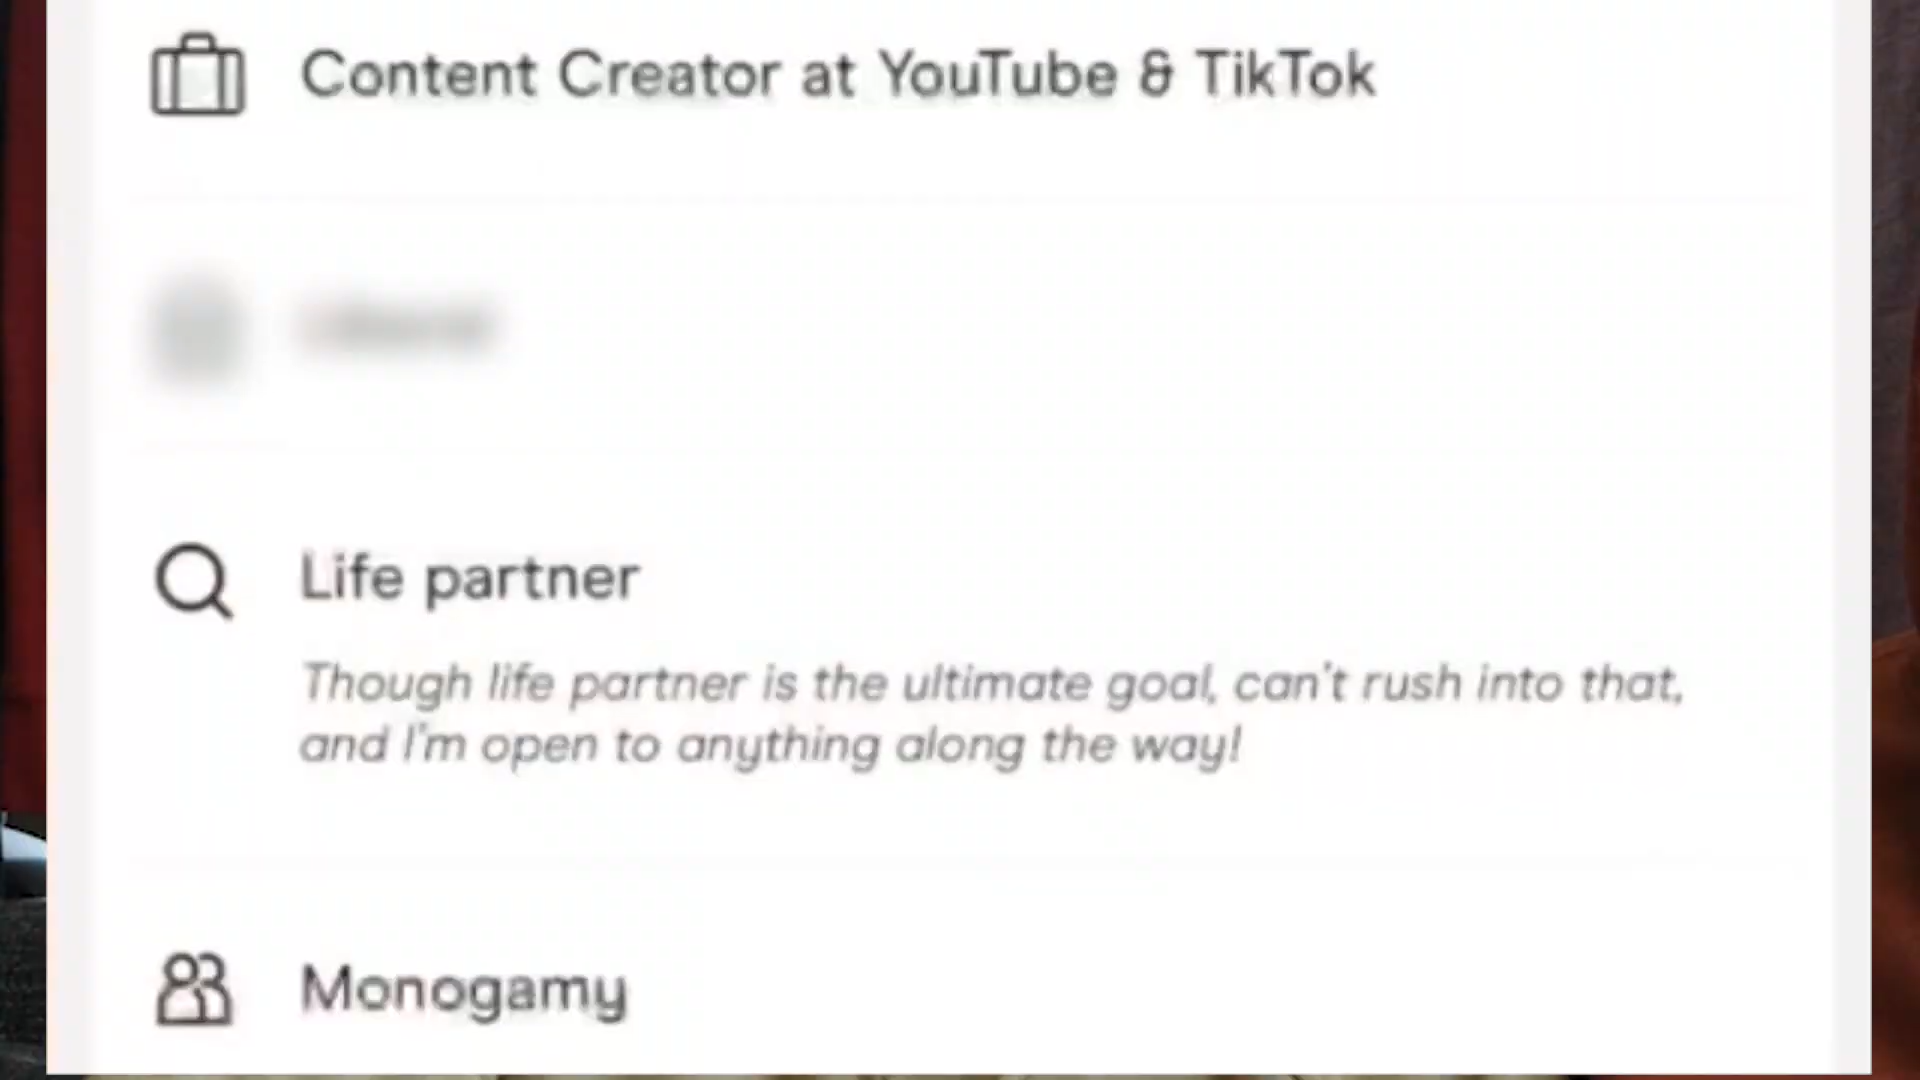 Content Creator at YouTube & TikTok
Life partner
Though life partner is the ultimate goal, can't rush into that,
and I'm open to anything along the way!
Monogamy